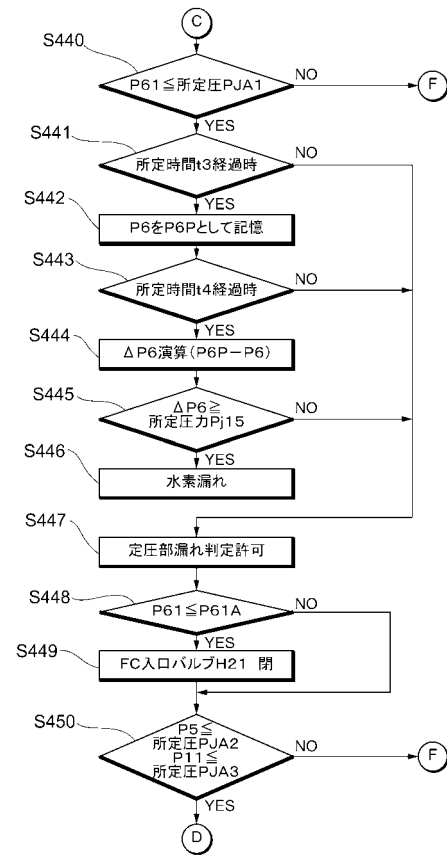 C
S440
P61≦所定圧PJA1
NO
F
YES
S441
所定時間t3経過時
NO
YES
S442
P6をP6Pとして記憶
S443
所定時間t4経過時
NO
YES
S444
ΔP6演算(P6P-P6)
S445
ΔP6≧
所定圧力Pj15
NO
YES
S446
水素漏れ
S447
定圧部漏れ判定許可
S448
P61≦P61A
NO
YES
S449
FC入口バルブH21 閉
S450
P5≦
所定圧PJA2
P11≦
所定圧PJA3
NO
F
YES
D